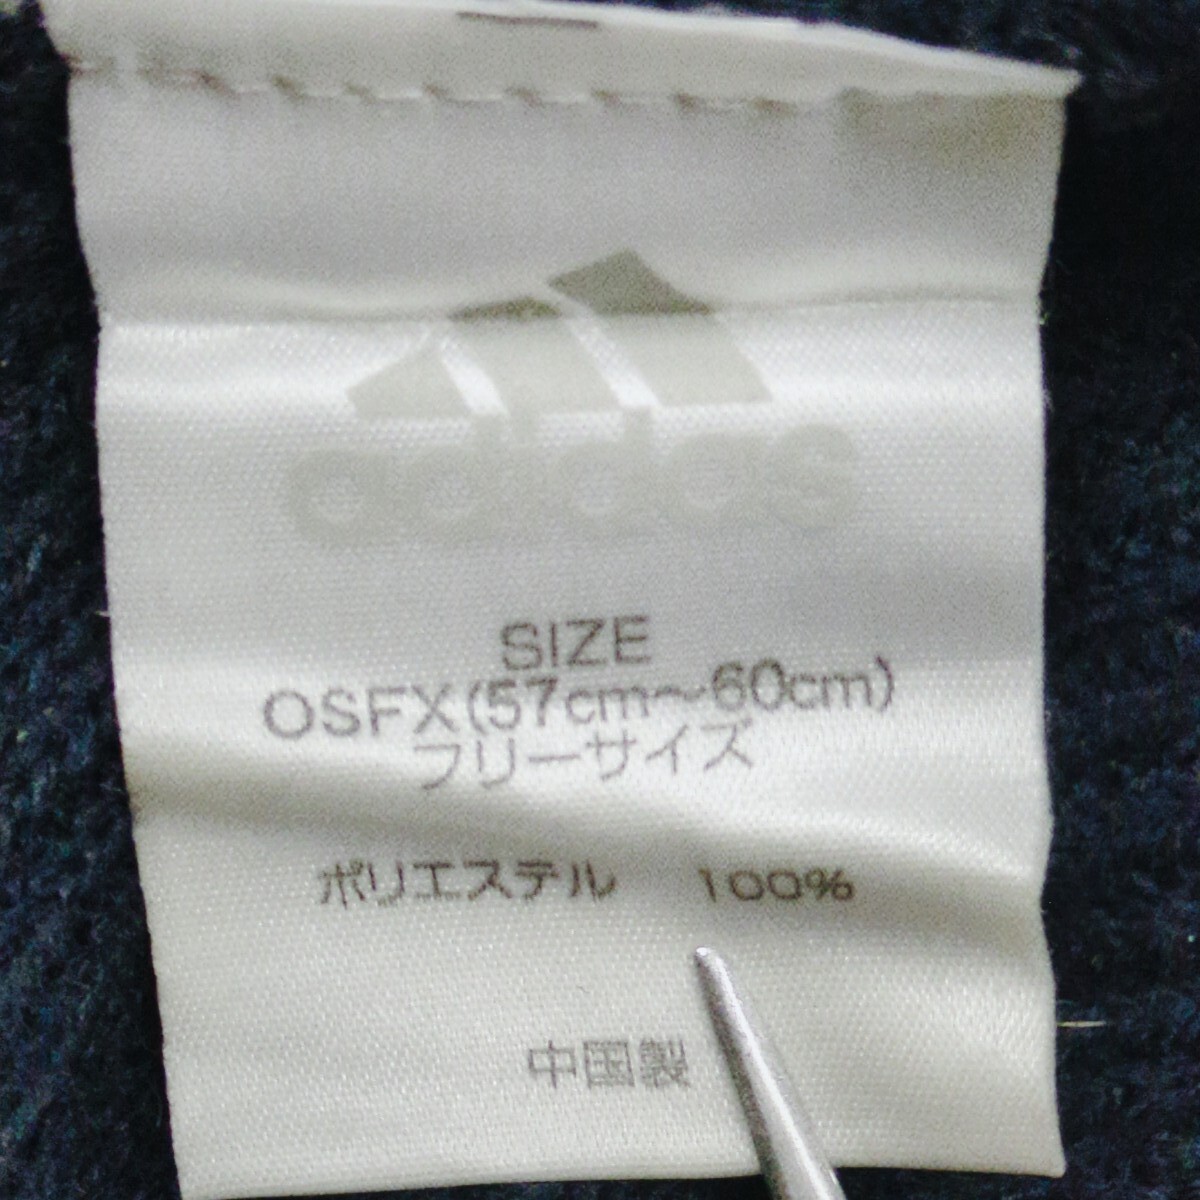 adidas
SIZE
OSFX(57cm～60cm)
フリーサイズ
ポリエステル 100%
中国製